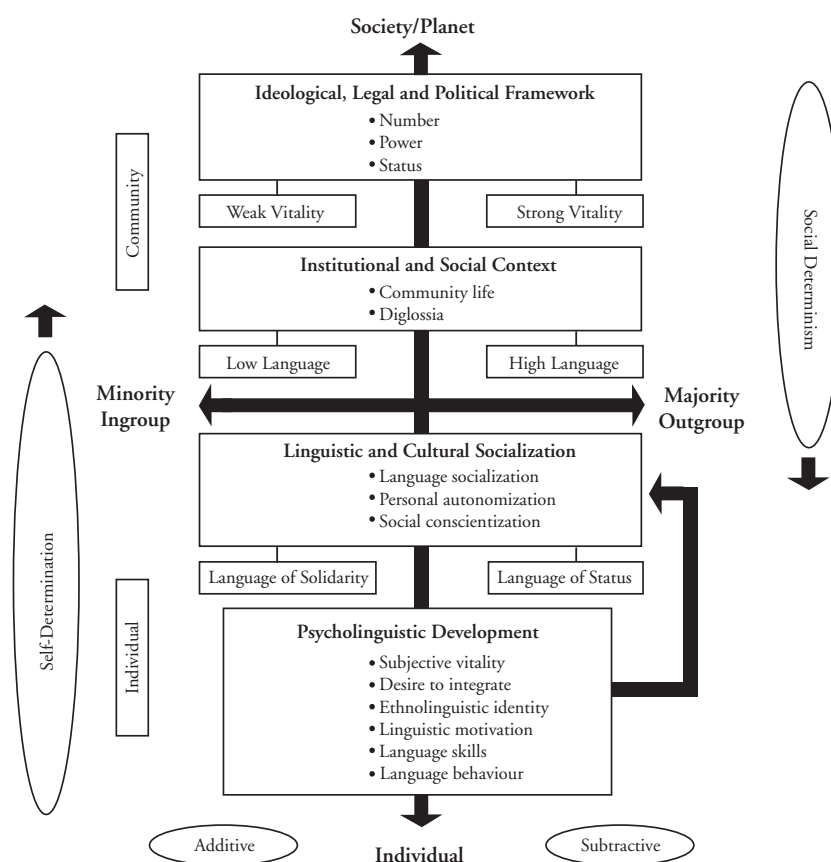 Society/Planet
Ideological, Legal and Political Framework
• Number
• Power
• Status
Weak Vitality
Strong Vitality
Community
Social Determinism
Institutional and Social Context
• Community life
• Diglossia
Low Language
High Language
Minority
Ingroup
Majority
Outgroup
Linguistic and Cultural Socialization
• Language socialization
• Personal autonomization
• Social conscientization
Language of Solidarity
Language of Status
Self-Determination
Individual
Psycholinguistic Development
• Subjective vitality
• Desire to integrate
• Ethnolinguistic identity
• Linguistic motivation
• Language skills
• Language behaviour
Additive
Individual
Subtractive